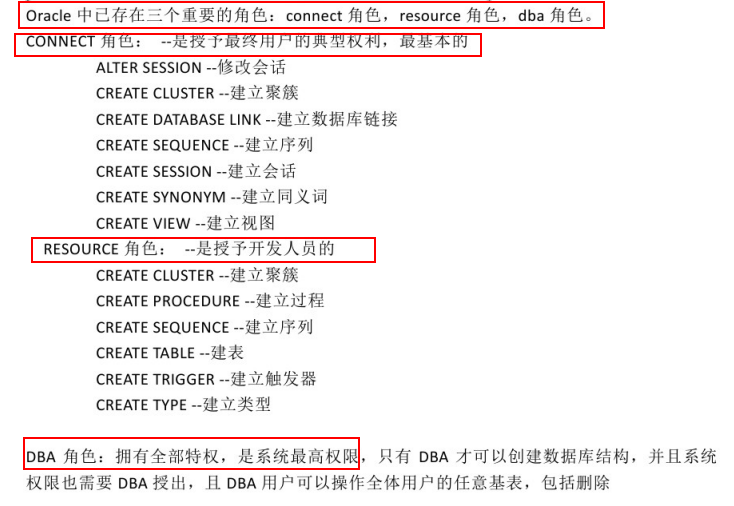 Oracle 中已存在三个重要的角色：connect 角色，resource 角色，dba 角色。
CONNECT 角色： --是授予最终用户的典型权利，最基本的
ALTER SESSION --修改会话
CREATE CLUSTER --建立聚簇
CREATE DATABASE LINK --建立数据库链接
CREATE SEQUENCE --建立序列
CREATE SESSION --建立会话
CREATE SYNONYM --建立同义词
CREATE VIEW --建立视图
RESOURCE 角色： --是授予开发人员的
CREATE CLUSTER --建立聚簇
CREATE PROCEDURE --建立过程
CREATE SEQUENCE --建立序列
CREATE TABLE --建表
CREATE TRIGGER --建立触发器
CREATE TYPE --建立类型
DBA 角色：拥有全部特权，是系统最高权限，只有 DBA 才可以创建数据库结构，并且系统
权限也需要 DBA 授出，且 DBA 用户可以操作全体用户的任意基表，包括删除